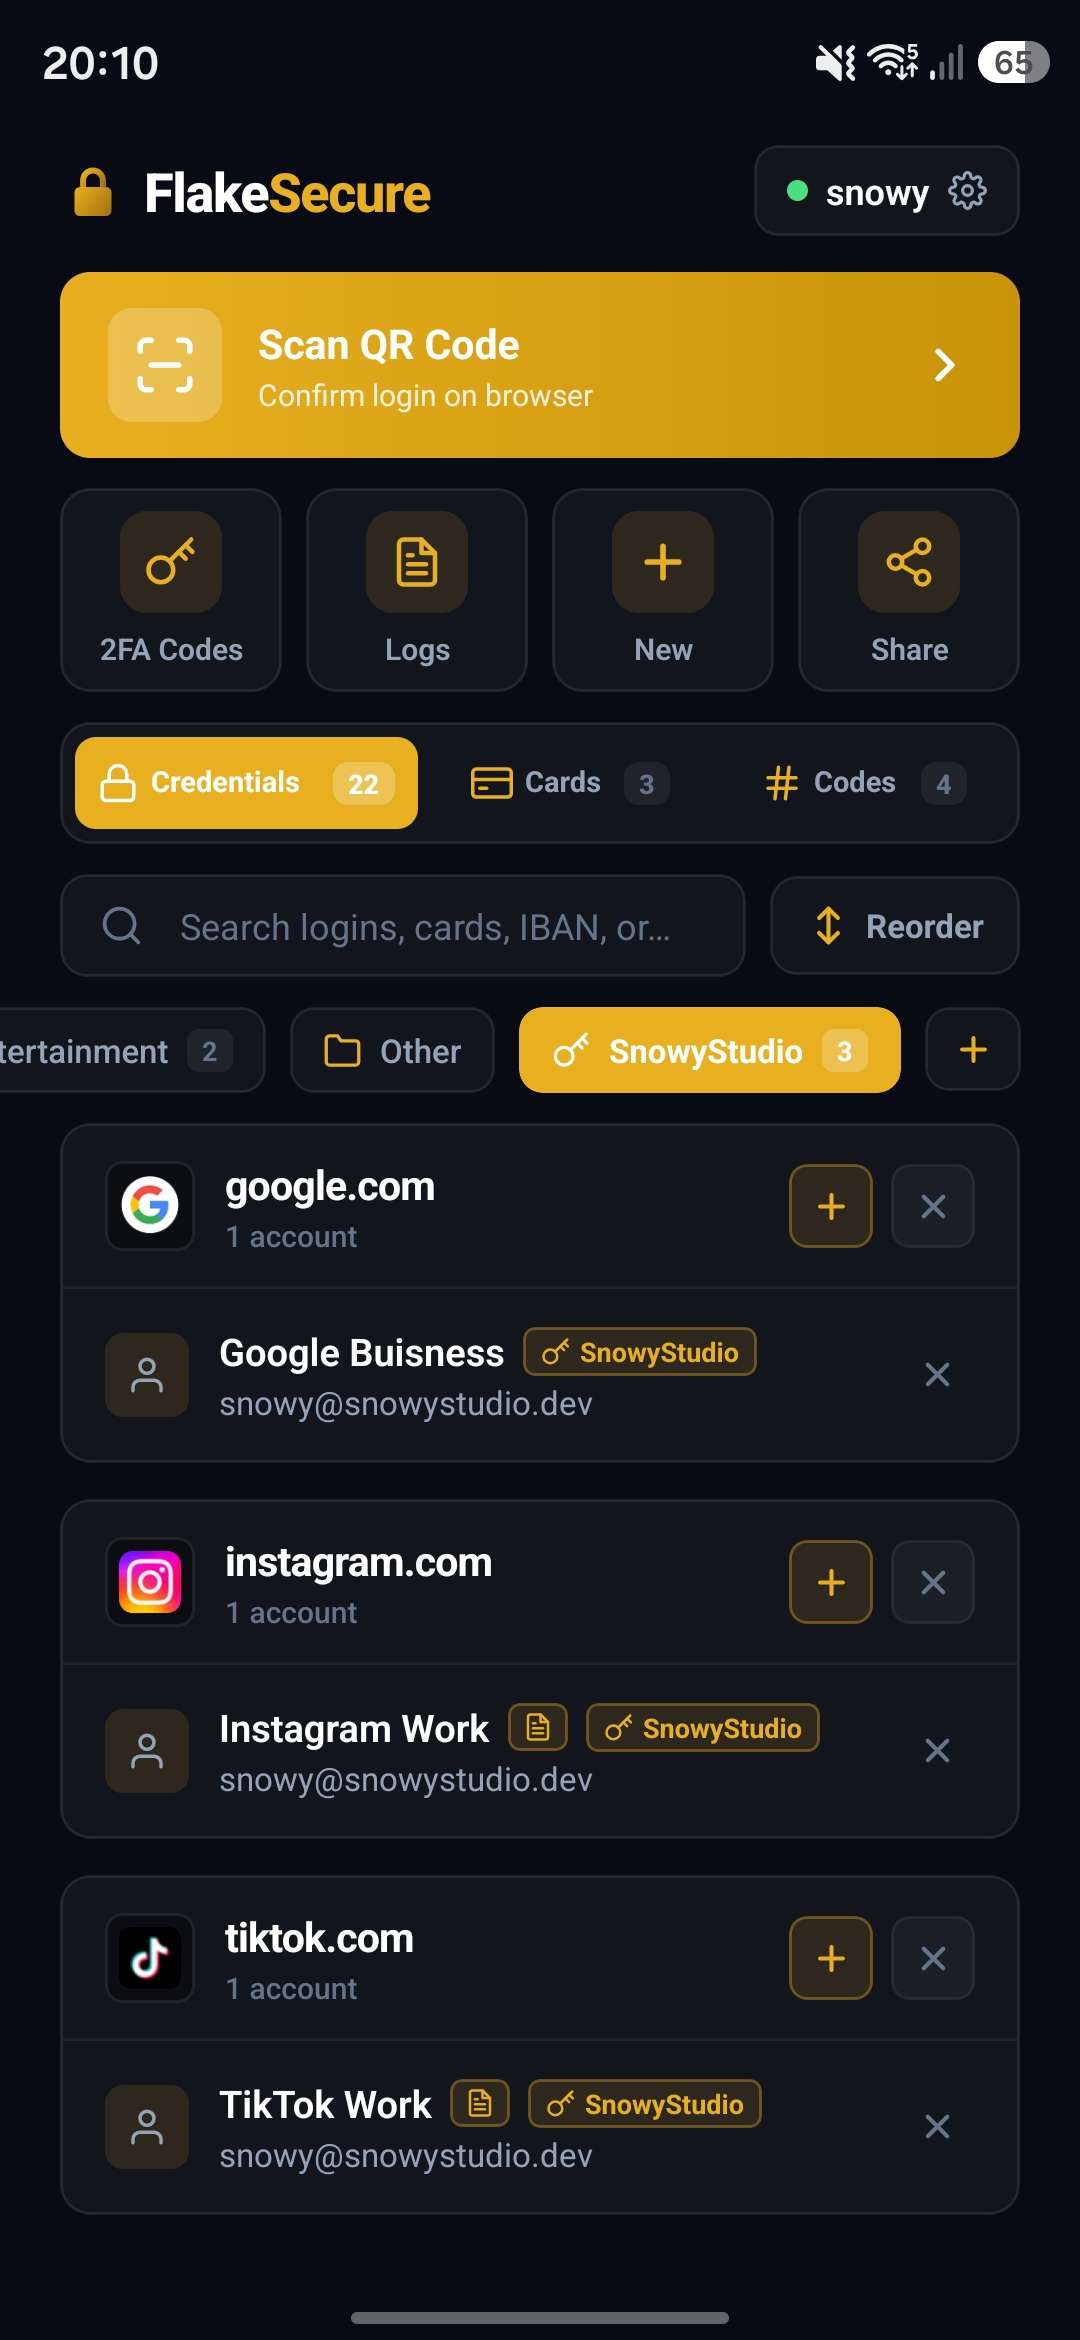 20:10
5
65
FlakeSecure
snowy
Scan QR Code
Confirm login on browser
2FA Codes
Logs
New
Share
Credentials 22
Cards 3
Codes 4
Search logins, cards, IBAN, or...
Reorder
tertainment 2
Other
SnowyStudio 3
google.com
1 account
Google Buisness SnowyStudio
snowy@snowystudio.dev
instagram.com
1 account
Instagram Work SnowyStudio
snowy@snowystudio.dev
tiktok.com
1 account
TikTok Work SnowyStudio
snowy@snowystudio.dev